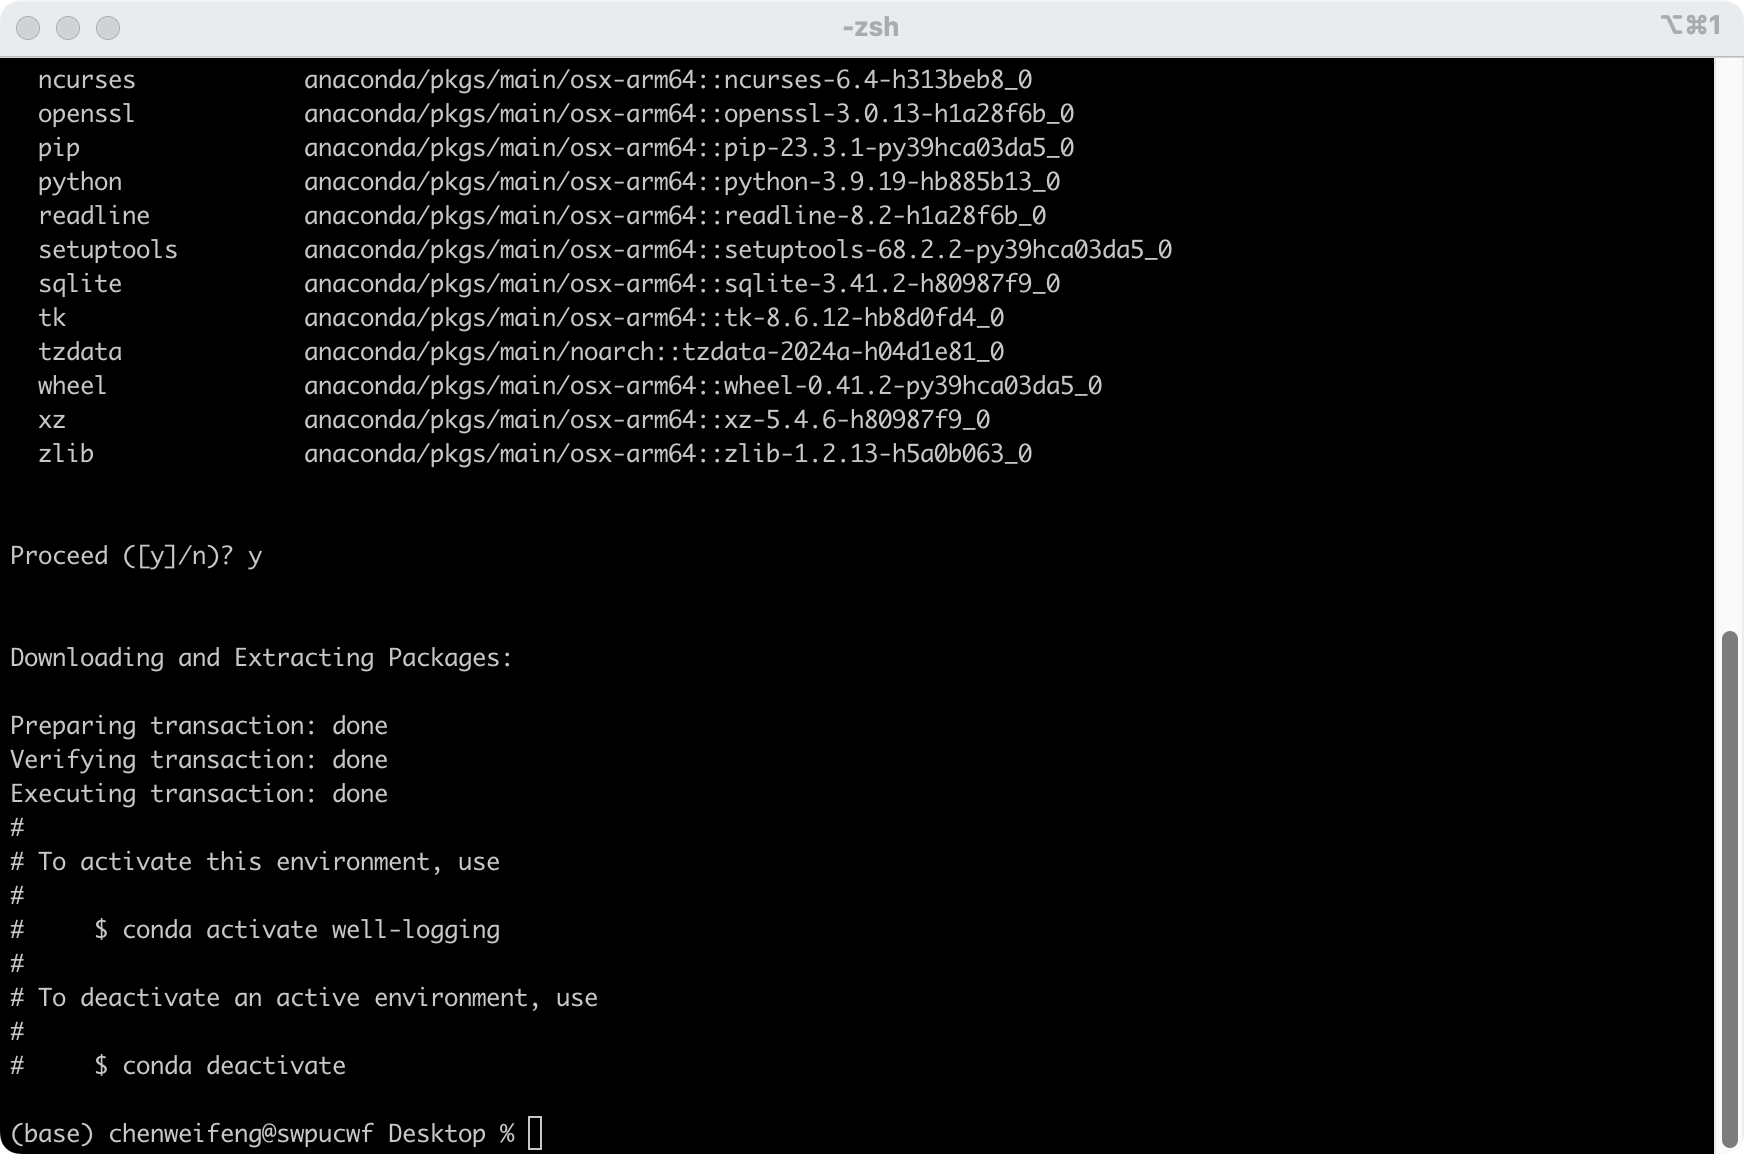 -zsh
⌥⌘1
ncurses            anaconda/pkgs/main/osx-arm64::ncurses-6.4-h313beb8_0
openssl            anaconda/pkgs/main/osx-arm64::openssl-3.0.13-h1a28f6b_0
pip                anaconda/pkgs/main/osx-arm64::pip-23.3.1-py39hca03da5_0
python             anaconda/pkgs/main/osx-arm64::python-3.9.19-hb885b13_0
readline           anaconda/pkgs/main/osx-arm64::readline-8.2-h1a28f6b_0
setuptools         anaconda/pkgs/main/osx-arm64::setuptools-68.2.2-py39hca03da5_0
sqlite             anaconda/pkgs/main/osx-arm64::sqlite-3.41.2-h80987f9_0
tk                 anaconda/pkgs/main/osx-arm64::tk-8.6.12-hb8d0fd4_0
tzdata             anaconda/pkgs/main/noarch::tzdata-2024a-h04d1e81_0
wheel              anaconda/pkgs/main/osx-arm64::wheel-0.41.2-py39hca03da5_0
xz                 anaconda/pkgs/main/osx-arm64::xz-5.4.6-h80987f9_0
zlib               anaconda/pkgs/main/osx-arm64::zlib-1.2.13-h5a0b063_0
Proceed ([y]/n)? y
Downloading and Extracting Packages:
Preparing transaction: done
Verifying transaction: done
Executing transaction: done
#
# To activate this environment, use
#
#     $ conda activate well-logging
#
# To deactivate an active environment, use
#
#     $ conda deactivate
(base) chenweifeng@swpucwf Desktop %